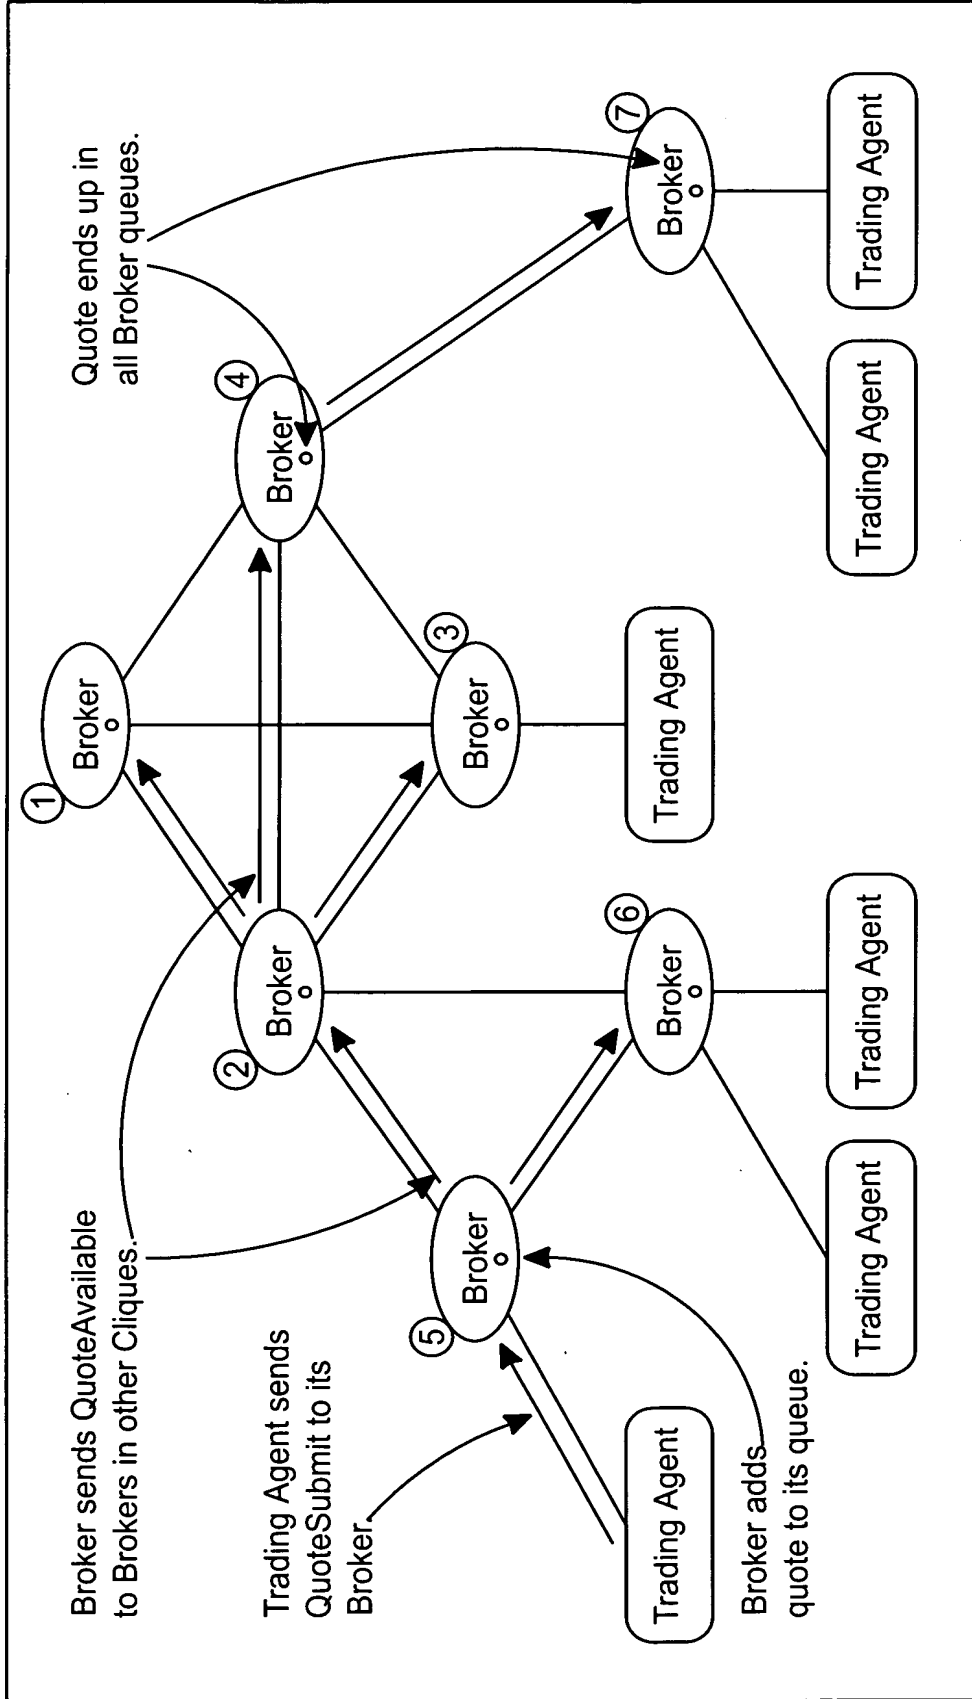 Broker sends QuoteAvailable
to Brokers in other Cliques.
Quote ends up in
all Broker queues.
Trading Agent sends
QuoteSubmit to its
Broker.
Broker adds
quote to its queue.
1
Broker
2
Broker
4
Broker
5
Broker
3
Broker
6
Broker
7
Broker
Trading Agent
Trading Agent
Trading Agent
Trading Agent
Trading Agent
Trading Agent